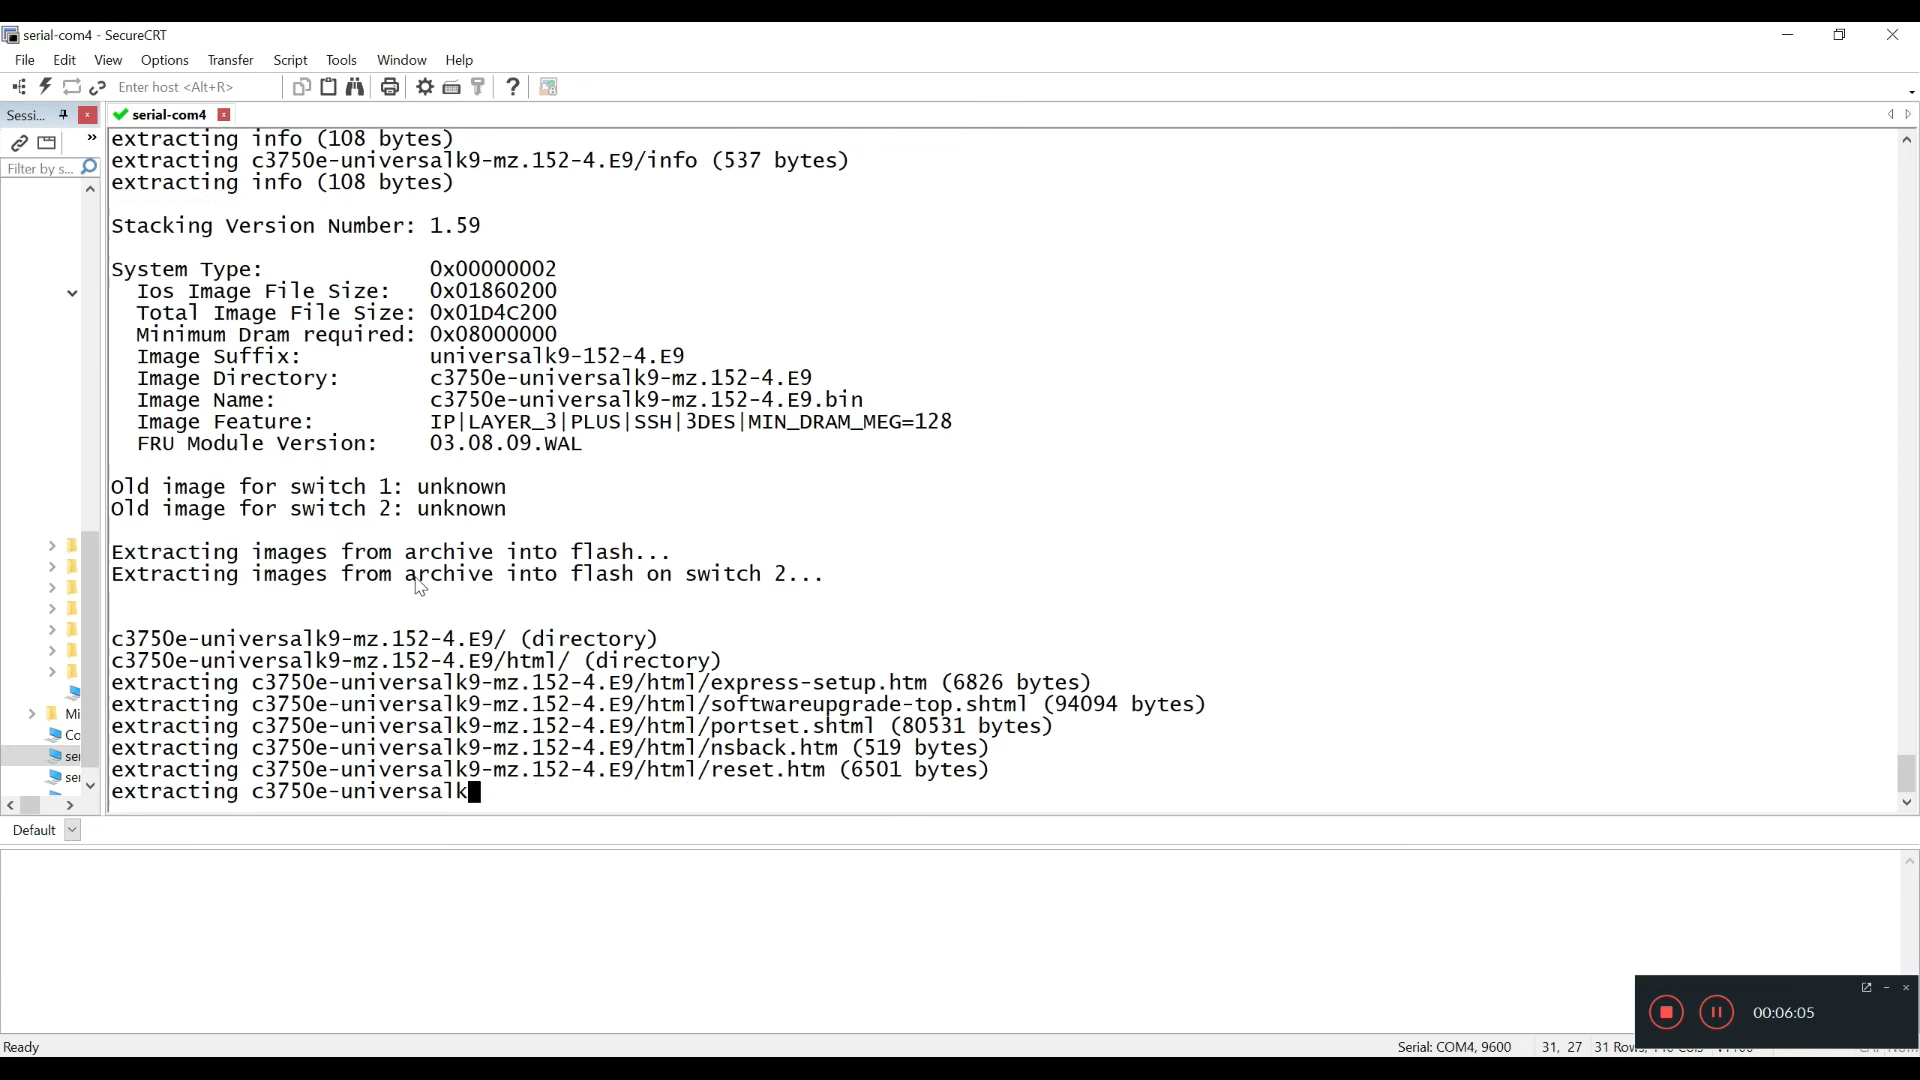 serial-com4 - SecureCRT
File Edit View Options Transfer Script Tools Window Help
Enter host <Alt+R>
Sessi... serial-com4
Filter by s...
extracting info (108 bytes)
extracting c3750e-universalk9-mz.152-4.E9/info (537 bytes)
extracting info (108 bytes)
Stacking Version Number: 1.59
System Type: 0x00000002
Ios Image File Size: 0x01860200
Total Image File Size: 0x01D4C200
Minimum Dram required: 0x08000000
Image Suffix: universalk9-152-4.E9
Image Directory: c3750e-universalk9-mz.152-4.E9
Image Name: c3750e-universalk9-mz.152-4.E9.bin
Image Feature: IP|LAYER_3|PLUS|SSH|3DES|MIN_DRAM_MEG=128
FRU Module Version: 03.08.09.WAL
Old image for switch 1: unknown
Old image for switch 2: unknown
Extracting images from archive into flash...
Extracting images from archive into flash on switch 2...
c3750e-universalk9-mz.152-4.E9/ (directory)
c3750e-universalk9-mz.152-4.E9/html/ (directory)
extracting c3750e-universalk9-mz.152-4.E9/html/express-setup.htm (6826 bytes)
extracting c3750e-universalk9-mz.152-4.E9/html/softwareupgrade-top.shtml (94094 bytes)
extracting c3750e-universalk9-mz.152-4.E9/html/portset.shtml (80531 bytes)
extracting c3750e-universalk9-mz.152-4.E9/html/nsback.htm (519 bytes)
extracting c3750e-universalk9-mz.152-4.E9/html/reset.htm (6501 bytes)
extracting c3750e-universalk
Mi
Co
ser
ser
Default
00:06:05
Ready Serial: COM4, 9600 31, 27 31 Rows,